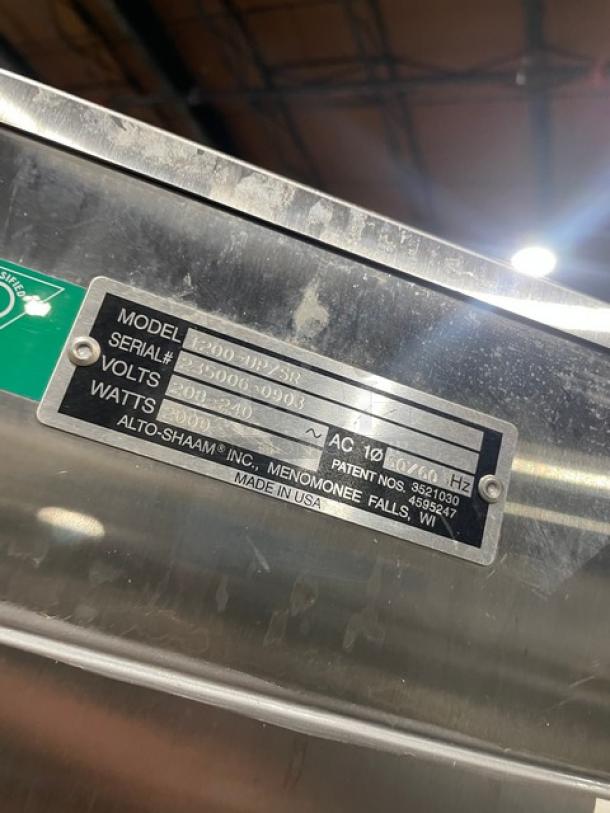 SSIFIED
MODEL 1200-UP/SR
SERIAL# 235006-0903
VOLTS 208-240 ~ AC 1Ø 50/60 Hz
WATTS 2000 PATENT NOS. 3521030
4595247
ALTO-SHAAM® INC., MENOMONEE FALLS, WI
MADE IN USA